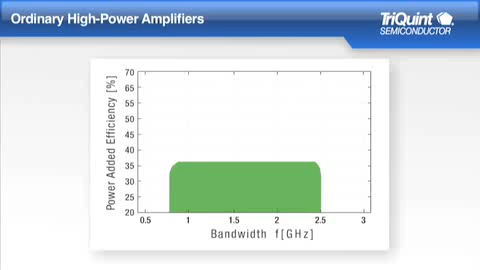 Ordinary High-Power Amplifiers
TriQuint
SEMICONDUCTOR
Power Added Efficiency [%]
70
65
60
55
50
45
40
35
30
25
20
0.5 1 1.5 2 2.5 3
Bandwidth f[GHz]